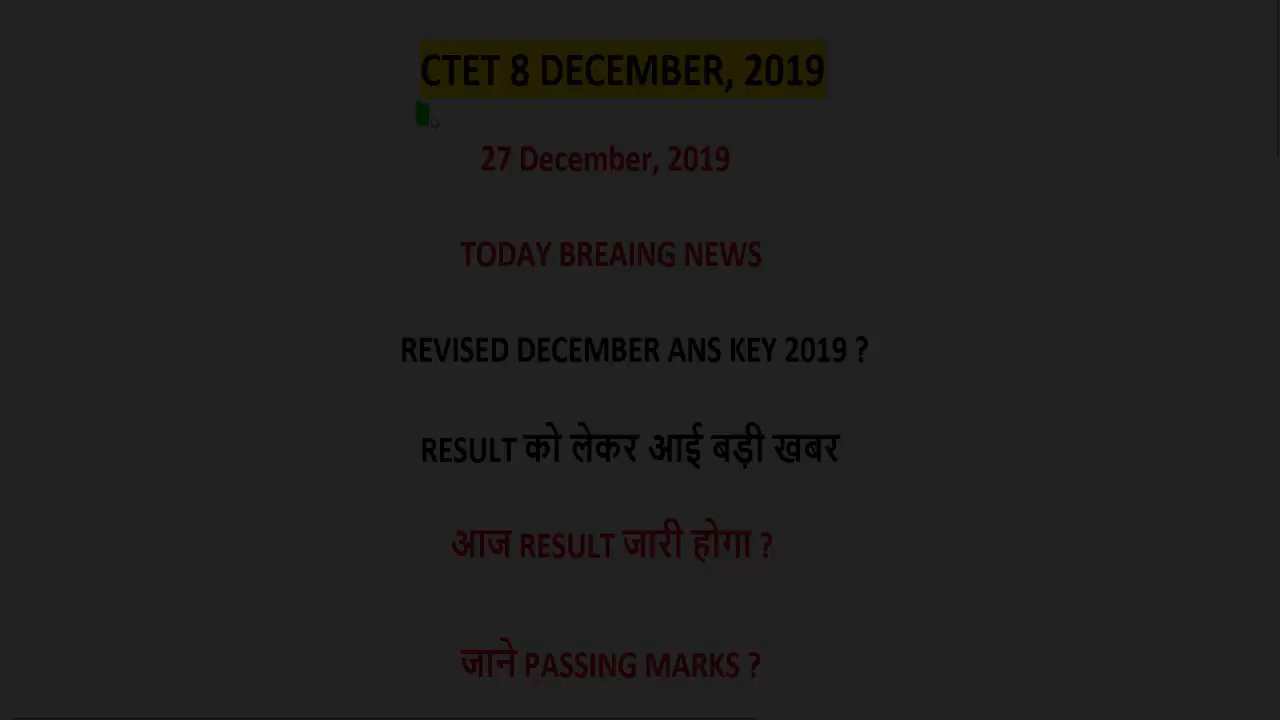 CTET 8 DECEMBER, 2019
27 December, 2019
TODAY BREAING NEWS
REVISED DECEMBER ANS KEY 2019 ?
RESULT को लेकर आई बड़ी खबर
आज RESULT जारी होगा ?
जाने PASSING MARKS ?